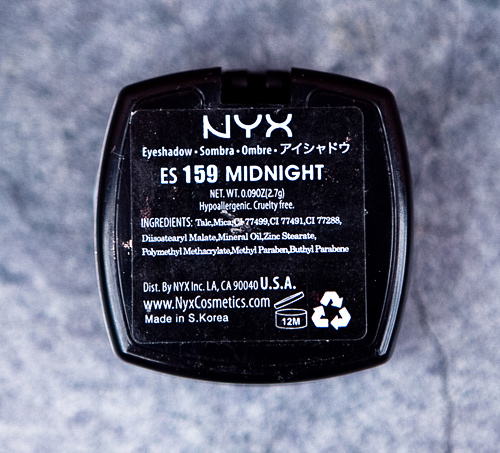 NYX
Eyeshadow • Sombra • Ombre • アイシャドウ
ES 159 MIDNIGHT
NET. WT. 0.09OZ(2.7g)
Hypoallergenic. Cruelty free.
INGREDIENTS: Talc,Mica,CI 77499,CI 77491,CI 77288,
Diisostearyl Malate,Mineral Oil,Zinc Stearate,
Polymethyl Methacrylate,Methyl Paraben,Buthyl Parabene
Dist. By NYX Inc. LA, CA 90040 U.S.A.
www.NyxCosmetics.com
Made in S.Korea
12M